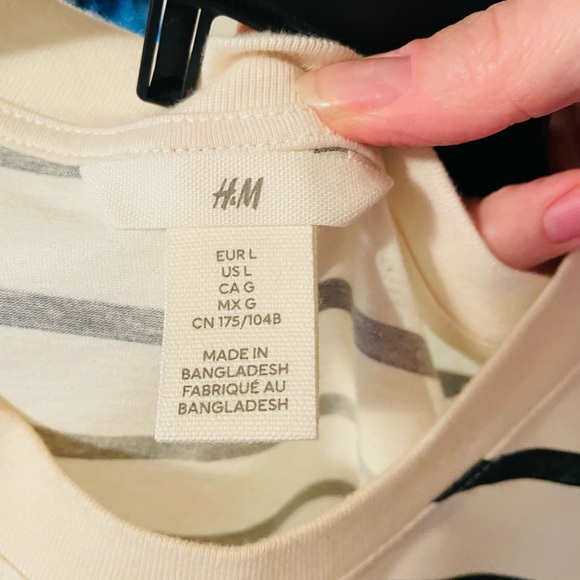 H&M
EUR L
US L
CA G
MX G
CN 175/104B
MADE IN
BANGLADESH
FABRIQUÉ AU
BANGLADESH